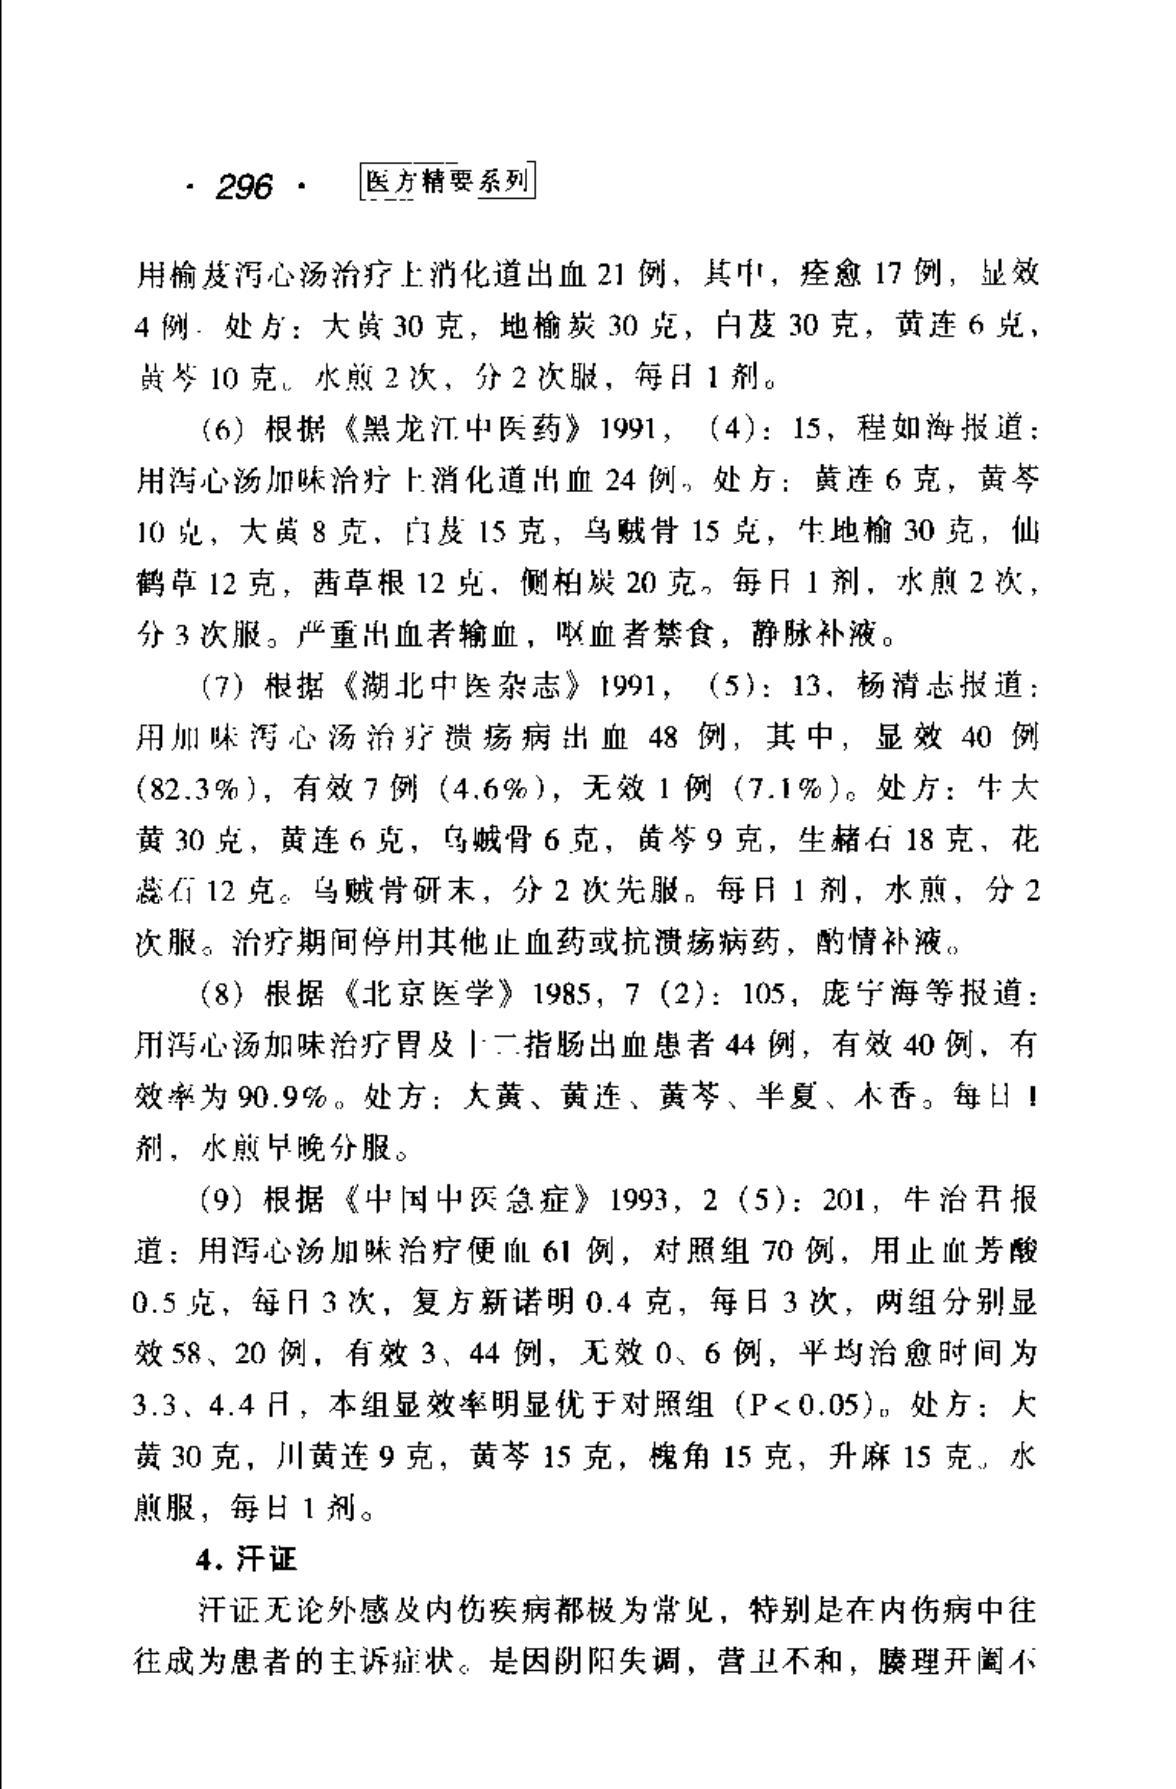 · 296 · 医方精要系列
用榆芨泻心汤治疗上消化道出血 21 例，其中，痊愈 17 例，显效
4 例。处方：大黄 30 克，地榆炭 30 克，白芨 30 克，黄连 6 克，
黄芩 10 克。水煎 2 次，分 2 次服，每日 1 剂。
（6）根据《黑龙江中医药》1991，（4）：15，程如海报道：
用泻心汤加味治疗上消化道出血 24 例。处方：黄连 6 克，黄芩
10 克，大黄 8 克，白芨 15 克，乌贼骨 15 克，生地榆 30 克，仙
鹤草 12 克，茜草根 12 克，侧柏炭 20 克。每日 1 剂，水煎 2 次，
分 3 次服。严重出血者输血，呕血者禁食，静脉补液。
（7）根据《湖北中医杂志》1991，（5）：13，杨清志报道：
用加味泻心汤治疗溃疡病出血 48 例，其中，显效 40 例
(82.3%)，有效 7 例（4.6%），无效 1 例（7.1%）。处方：生大
黄 30 克，黄连 6 克，乌贼骨 6 克，黄芩 9 克，生赭石 18 克，花
蕊石 12 克。乌贼骨研末，分 2 次先服。每日 1 剂，水煎，分 2
次服。治疗期间停用其他止血药或抗溃疡病药，酌情补液。
（8）根据《北京医学》1985，7（2）：105，庞宁海等报道：
用泻心汤加味治疗胃及十二指肠出血患者 44 例，有效 40 例，有
效率为 90.9%。处方：大黄、黄连、黄芩、半夏、木香。每日 1
剂，水煎早晚分服。
（9）根据《中国中医急症》1993，2（5）：201，牛治君报
道：用泻心汤加味治疗便血 61 例，对照组 70 例，用止血芳酸
0.5 克，每日 3 次，复方新诺明 0.4 克，每日 3 次，两组分别显
效 58、20 例，有效 3、44 例，无效 0、6 例，平均治愈时间为
3.3、4.4 日，本组显效率明显优于对照组（P<0.05）。处方：大
黄 30 克，川黄连 9 克，黄芩 15 克，槐角 15 克，升麻 15 克。水
煎服，每日 1 剂。
4. 汗证
汗证无论外感及内伤疾病都极为常见，特别是在内伤病中往
往成为患者的主诉症状。是因阴阳失调，营卫不和，腠理开阖不